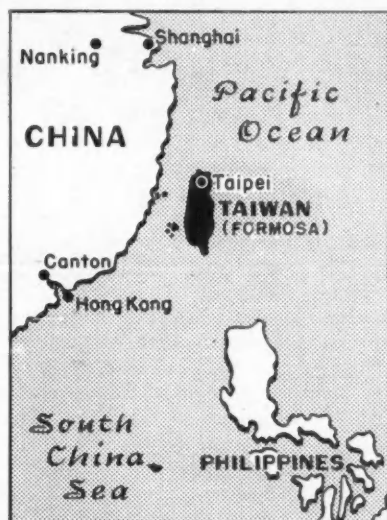 Shanghai
Nanking
Pacific
Ocean
CHINA
Taipei
TAIWAN
(FORMOSA)
Canton
Hong Kong
South
China
Sea
PHILIPPINES